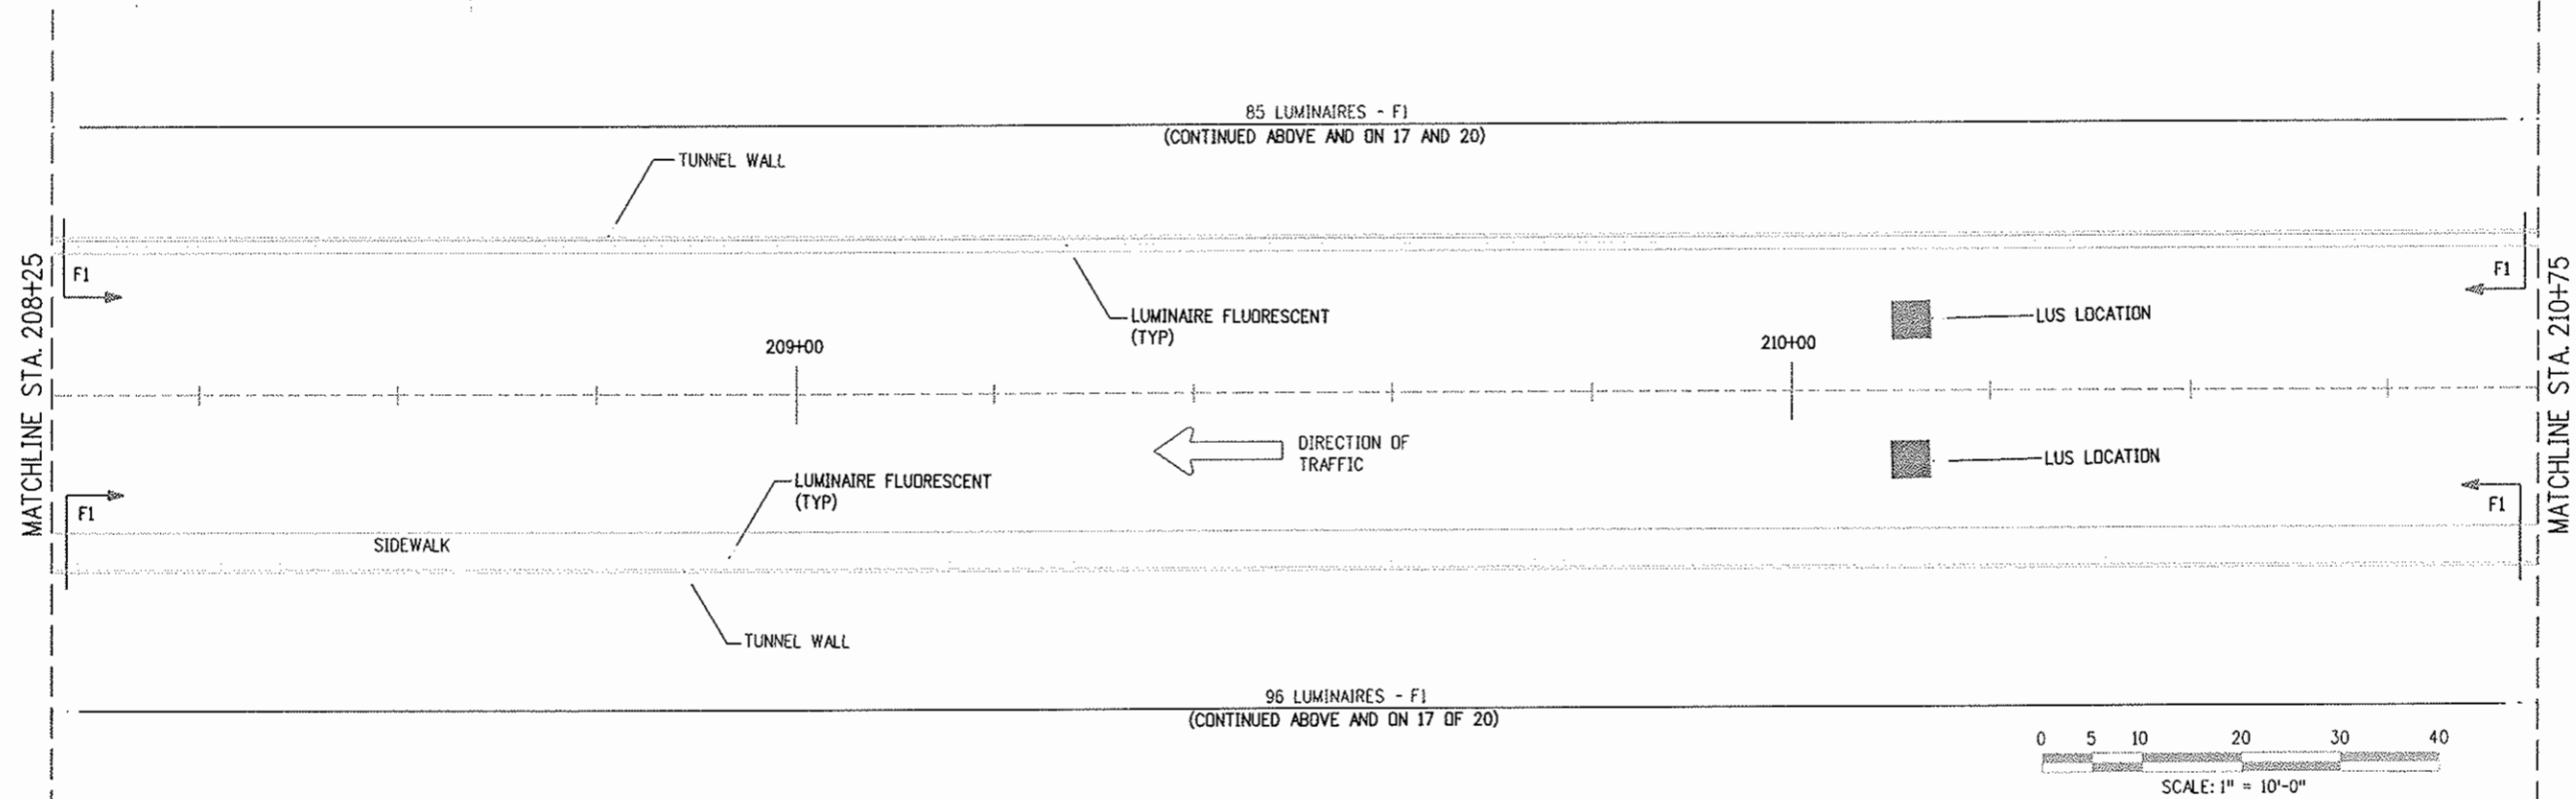 85 LUMINAIRES - F1
(CONTINUED ABOVE AND ON 17 AND 20)
TUNNEL WALL
MATCHLINE STA. 208+25
MATCHLINE STA. 210+75
F1
F1
LUMINAIRE FLUORESCENT
(TYP)
LUS LOCATION
209+00
210+00
DIRECTION OF
TRAFFIC
LUS LOCATION
LUMINAIRE FLUORESCENT
(TYP)
F1
F1
SIDEWALK
TUNNEL WALL
96 LUMINAIRES - F1
(CONTINUED ABOVE AND ON 17 OF 20)
0 5 10 20 30 40
SCALE: 1" = 10'-0"